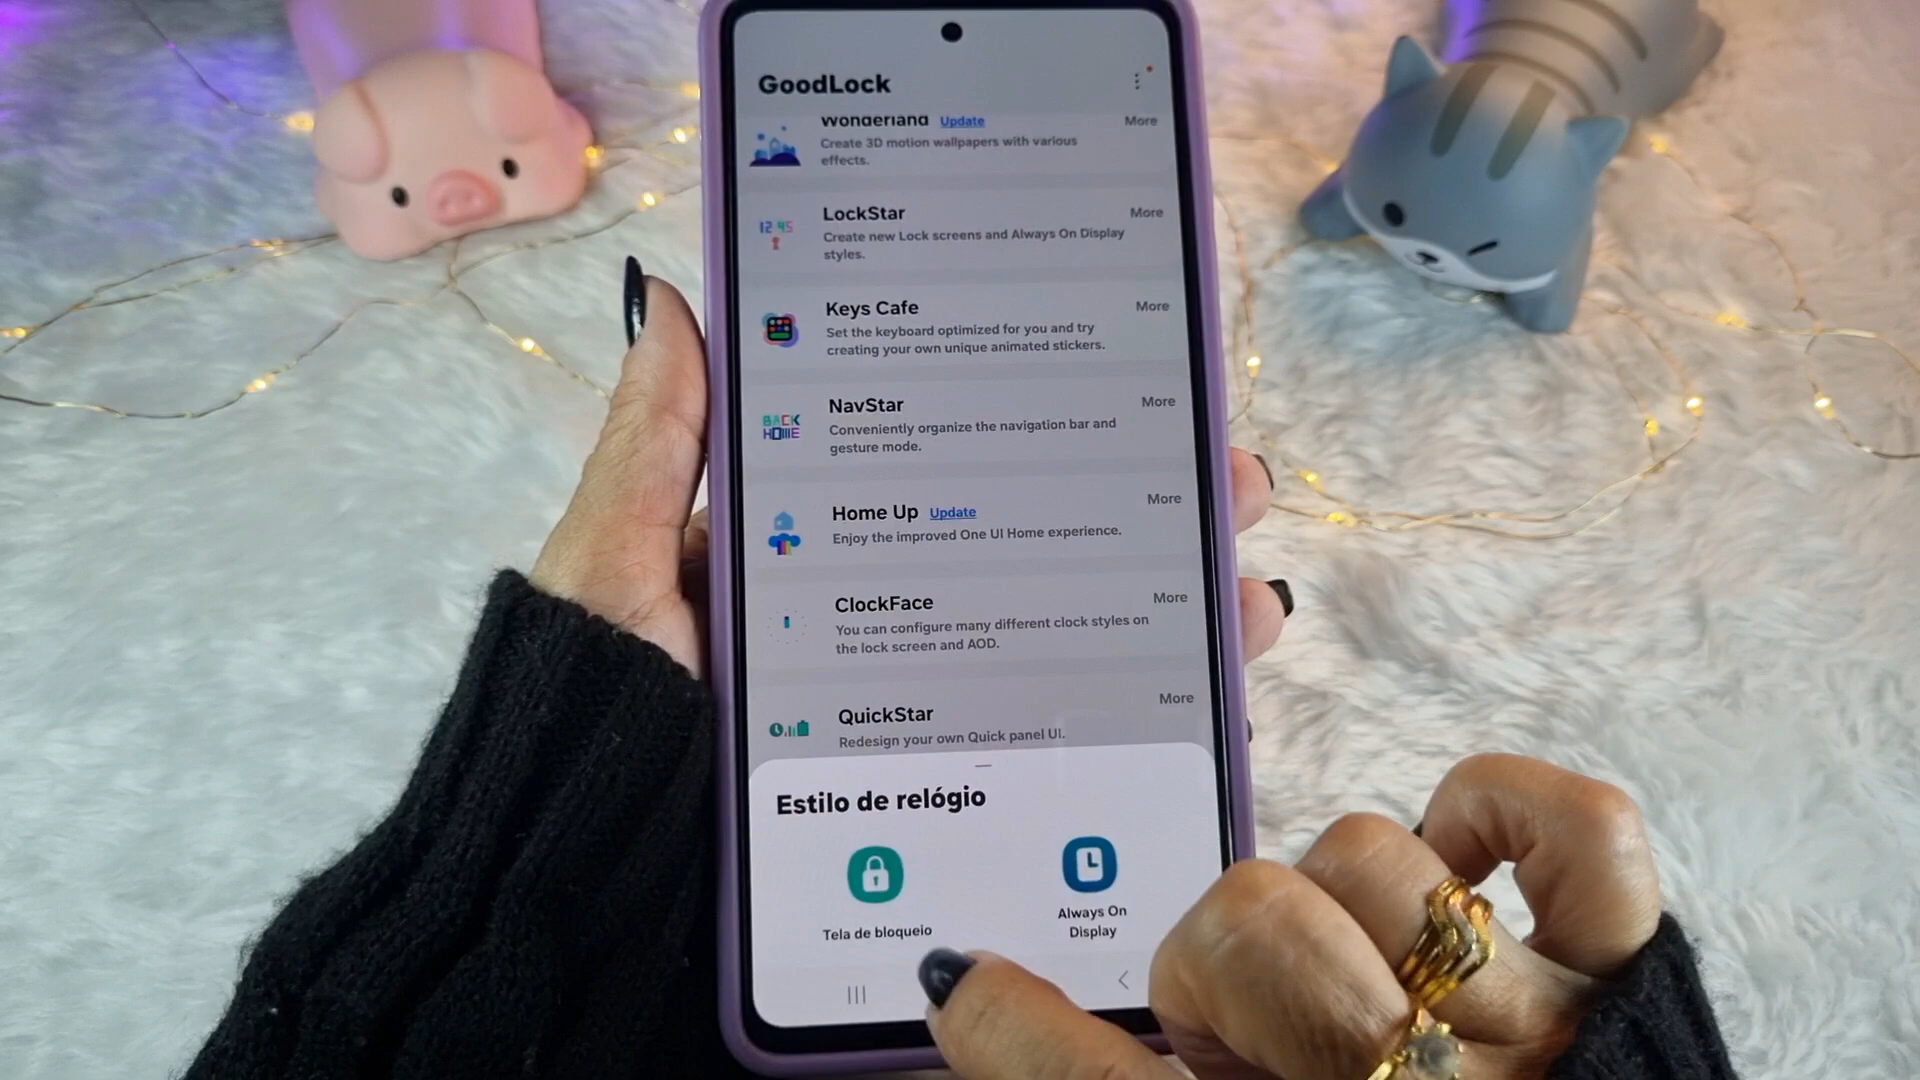 GoodLock
Wonderland Update More
Create 3D motion wallpapers with various
effects.
12:45
LockStar More
Create new Lock screens and Always On Display
styles.
Keys Cafe More
Set the keyboard optimized for you and try
creating your own unique animated stickers.
BACK
HOME
NavStar More
Conveniently organize the navigation bar and
gesture mode.
Home Up Update More
Enjoy the improved One UI Home experience.
ClockFace More
You can configure many different clock styles on
the lock screen and AOD.
QuickStar More
Redesign your own Quick panel UI.
Estilo de relógio
Tela de bloqueio
Always On
Display